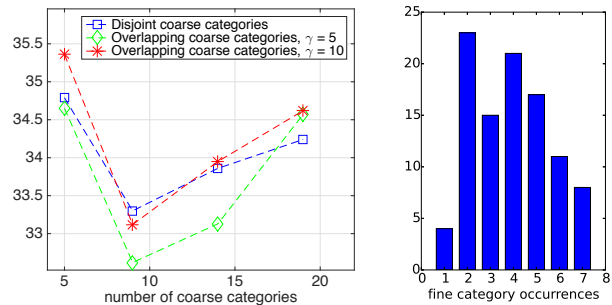 Disjoint coarse categories
Overlapping coarse categories, γ = 5
Overlapping coarse categories, γ = 10
35.5
35
34.5
34
33.5
33
5 10 15 20
number of coarse categories
25
20
15
10
5
0
0 1 2 3 4 5 6 7 8
fine category occurrences